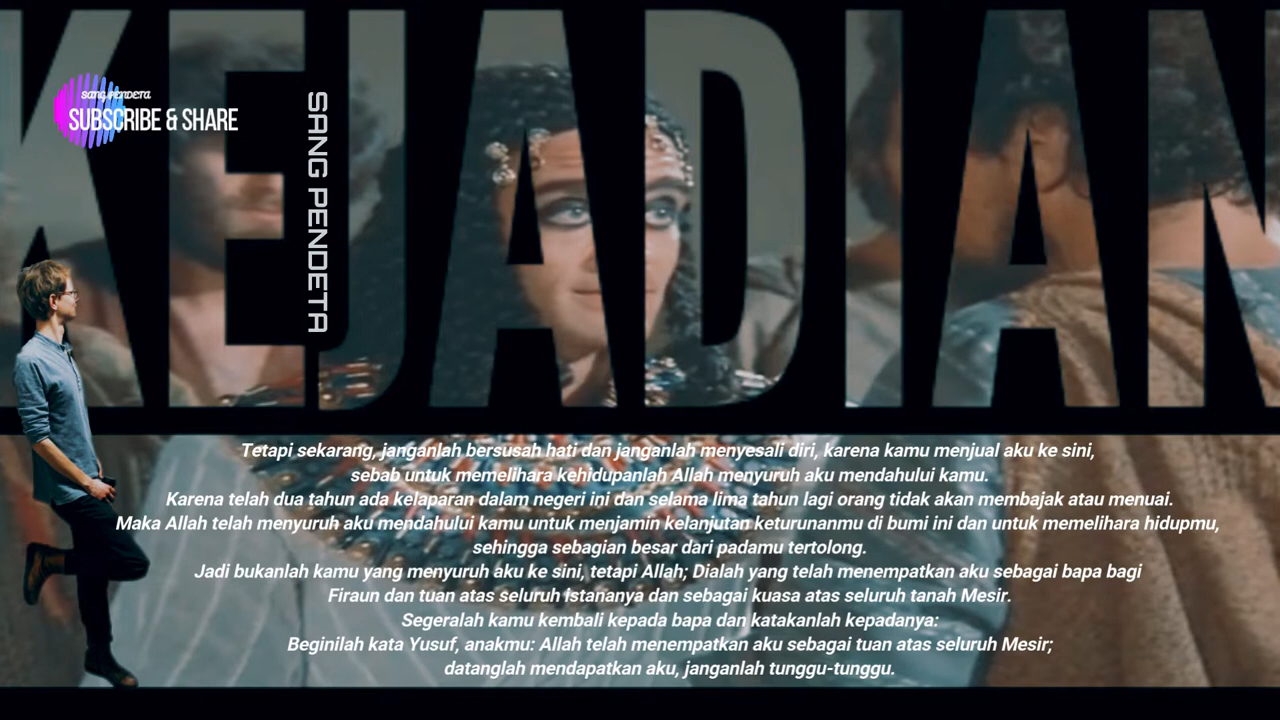 KEJADIAN
sang pendeta
SUBSCRIBE & SHARE
SANG PENDETA
Tetapi sekarang, janganlah bersusah hati dan janganlah menyesali diri, karena kamu menjual aku ke sini,
sebab untuk memelihara kehidupanlah Allah menyuruh aku mendahului kamu.
Karena telah dua tahun ada kelaparan dalam negeri ini dan selama lima tahun lagi orang tidak akan membajak atau menuai.
Maka Allah telah menyuruh aku mendahului kamu untuk menjamin kelanjutan keturunanmu di bumi ini dan untuk memelihara hidupmu,
sehingga sebagian besar dari padamu tertolong.
Jadi bukanlah kamu yang menyuruh aku ke sini, tetapi Allah; Dialah yang telah menempatkan aku sebagai bapa bagi
Firaun dan tuan atas seluruh istananya dan sebagai kuasa atas seluruh tanah Mesir.
Segeralah kamu kembali kepada bapa dan katakanlah kepadanya:
Beginilah kata Yusuf, anakmu: Allah telah menempatkan aku sebagai tuan atas seluruh Mesir;
datanglah mendapatkan aku, janganlah tunggu-tunggu.